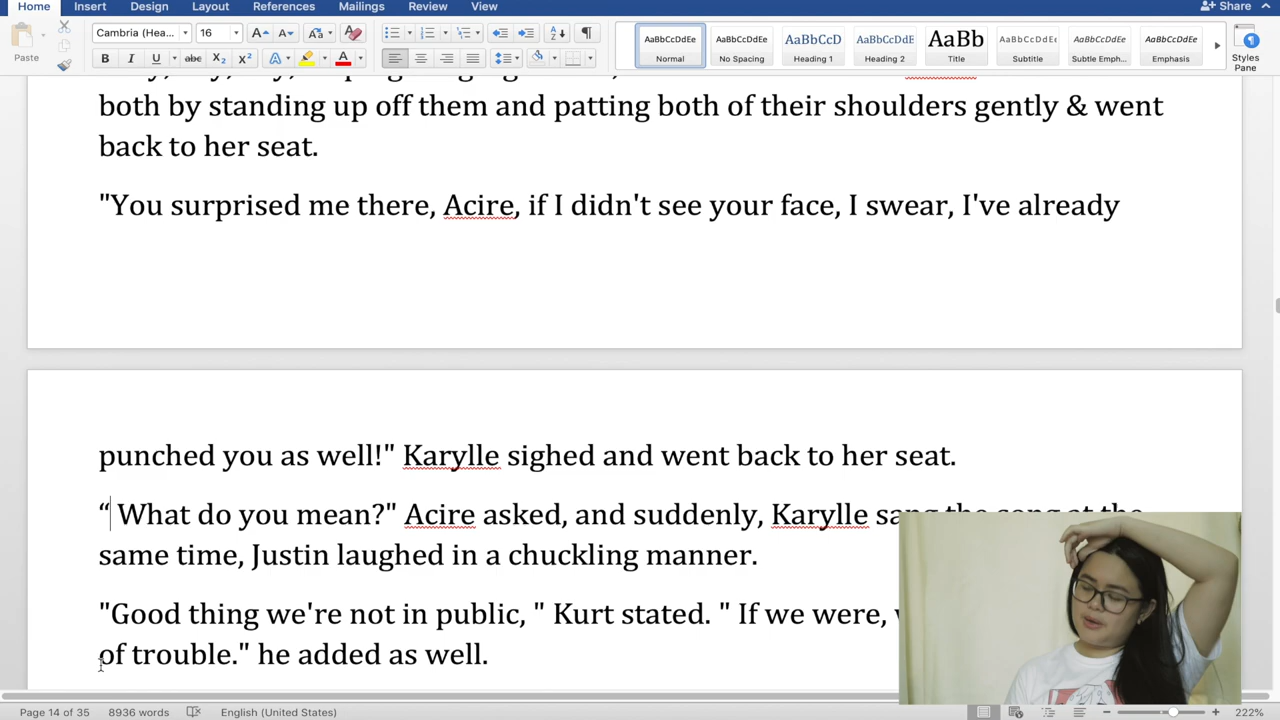 Home Insert Design Layout References Mailings Review View Share
Paste Cambria (Hea... 16
AaBbCcDdEe AaBbCcDdEe AaBbCcD AaBbCcDdE AaBb AaBbCcDdEe AaBbCcDdEe AaBbCcDdEe
Normal No Spacing Heading 1 Heading 2 Title Subtitle Subtle Emph... Emphasis Styles Pane
both by standing up off them and patting both of their shoulders gently & went
back to her seat.
"You surprised me there, Acire, if I didn't see your face, I swear, I've already
punched you as well!" Karylle sighed and went back to her seat.
“ What do you mean?" Acire asked, and suddenly, Karylle sang the song at the
same time, Justin laughed in a chuckling manner.
"Good thing we're not in public, " Kurt stated. " If we were,
of trouble." he added as well.
Page 14 of 35 8936 words English (United States) 222%